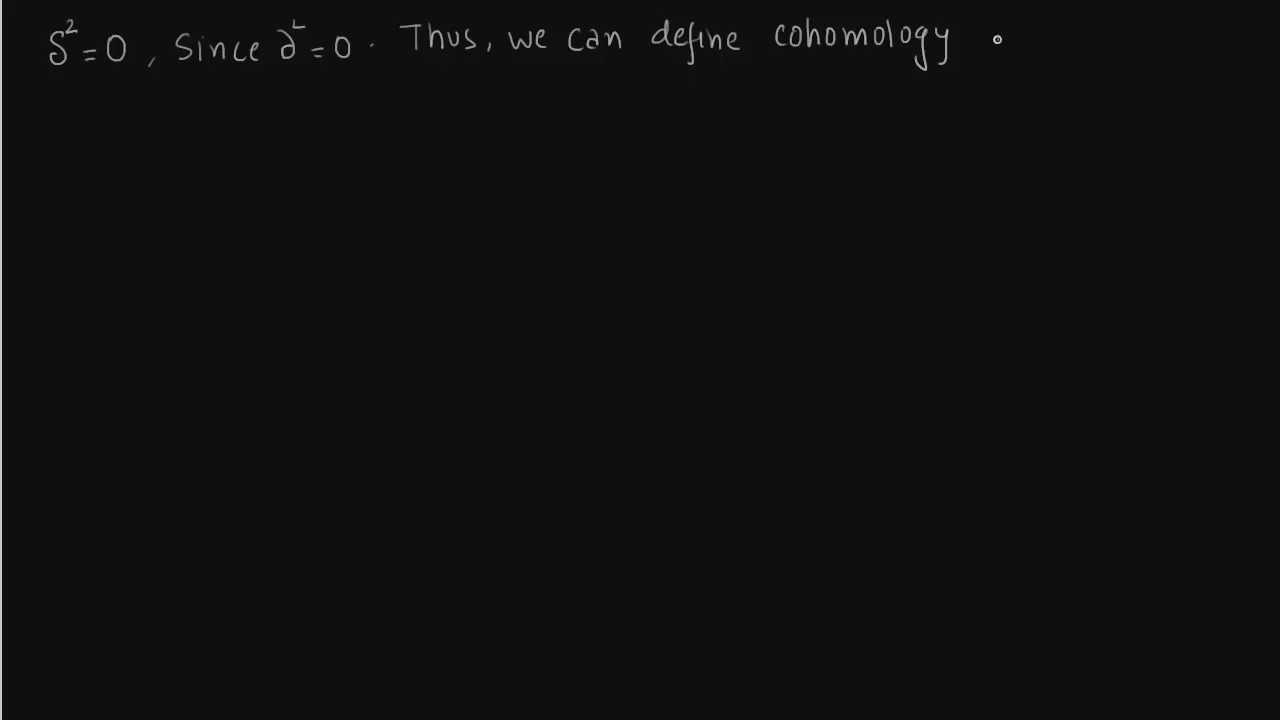 δ² = 0, Since ∂² = 0. Thus, we can define cohomology